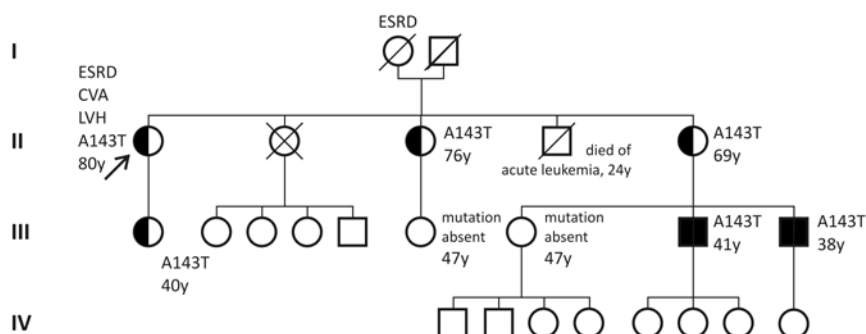 I
ESRD
ESRD
CVA
LVH
A143T
80y
II
A143T
76y
died of
acute leukemia, 24y
A143T
69y
III
A143T
40y
mutation
absent
47y
mutation
absent
47y
A143T
41y
A143T
38y
IV